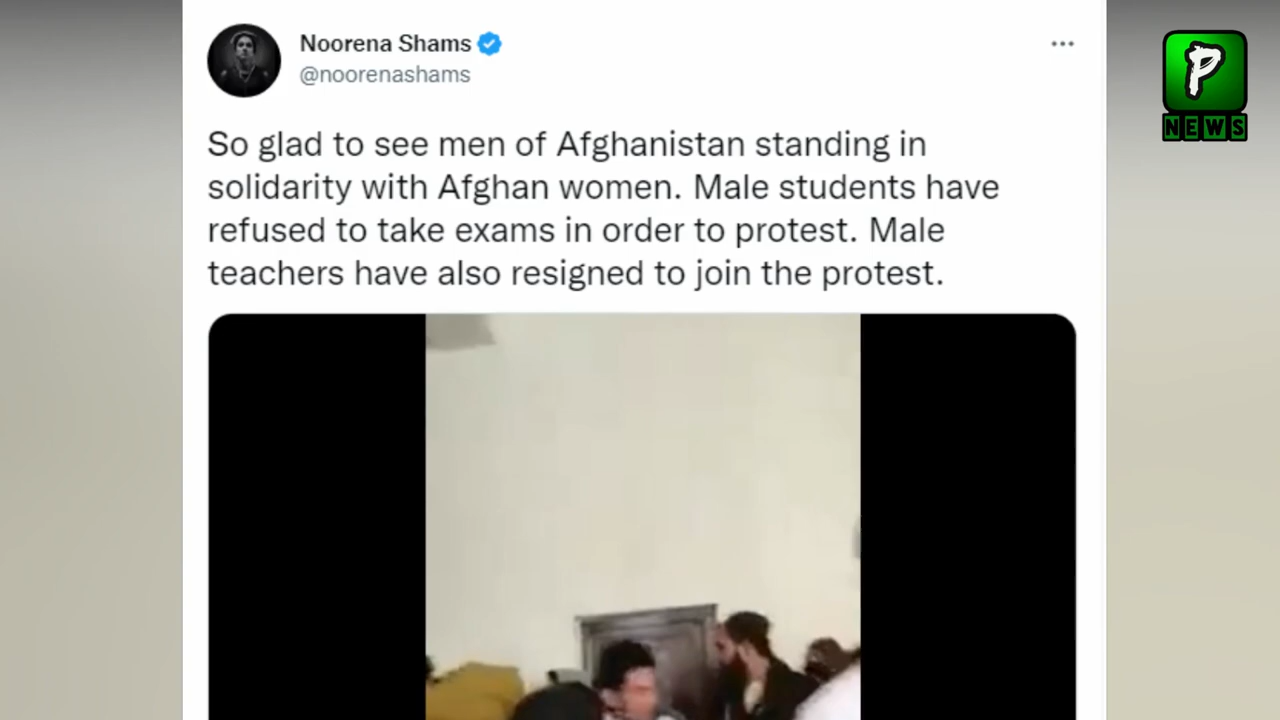 Noorena Shams
@noorenashams
So glad to see men of Afghanistan standing in
solidarity with Afghan women. Male students have
refused to take exams in order to protest. Male
teachers have also resigned to join the protest.
P
NEWS